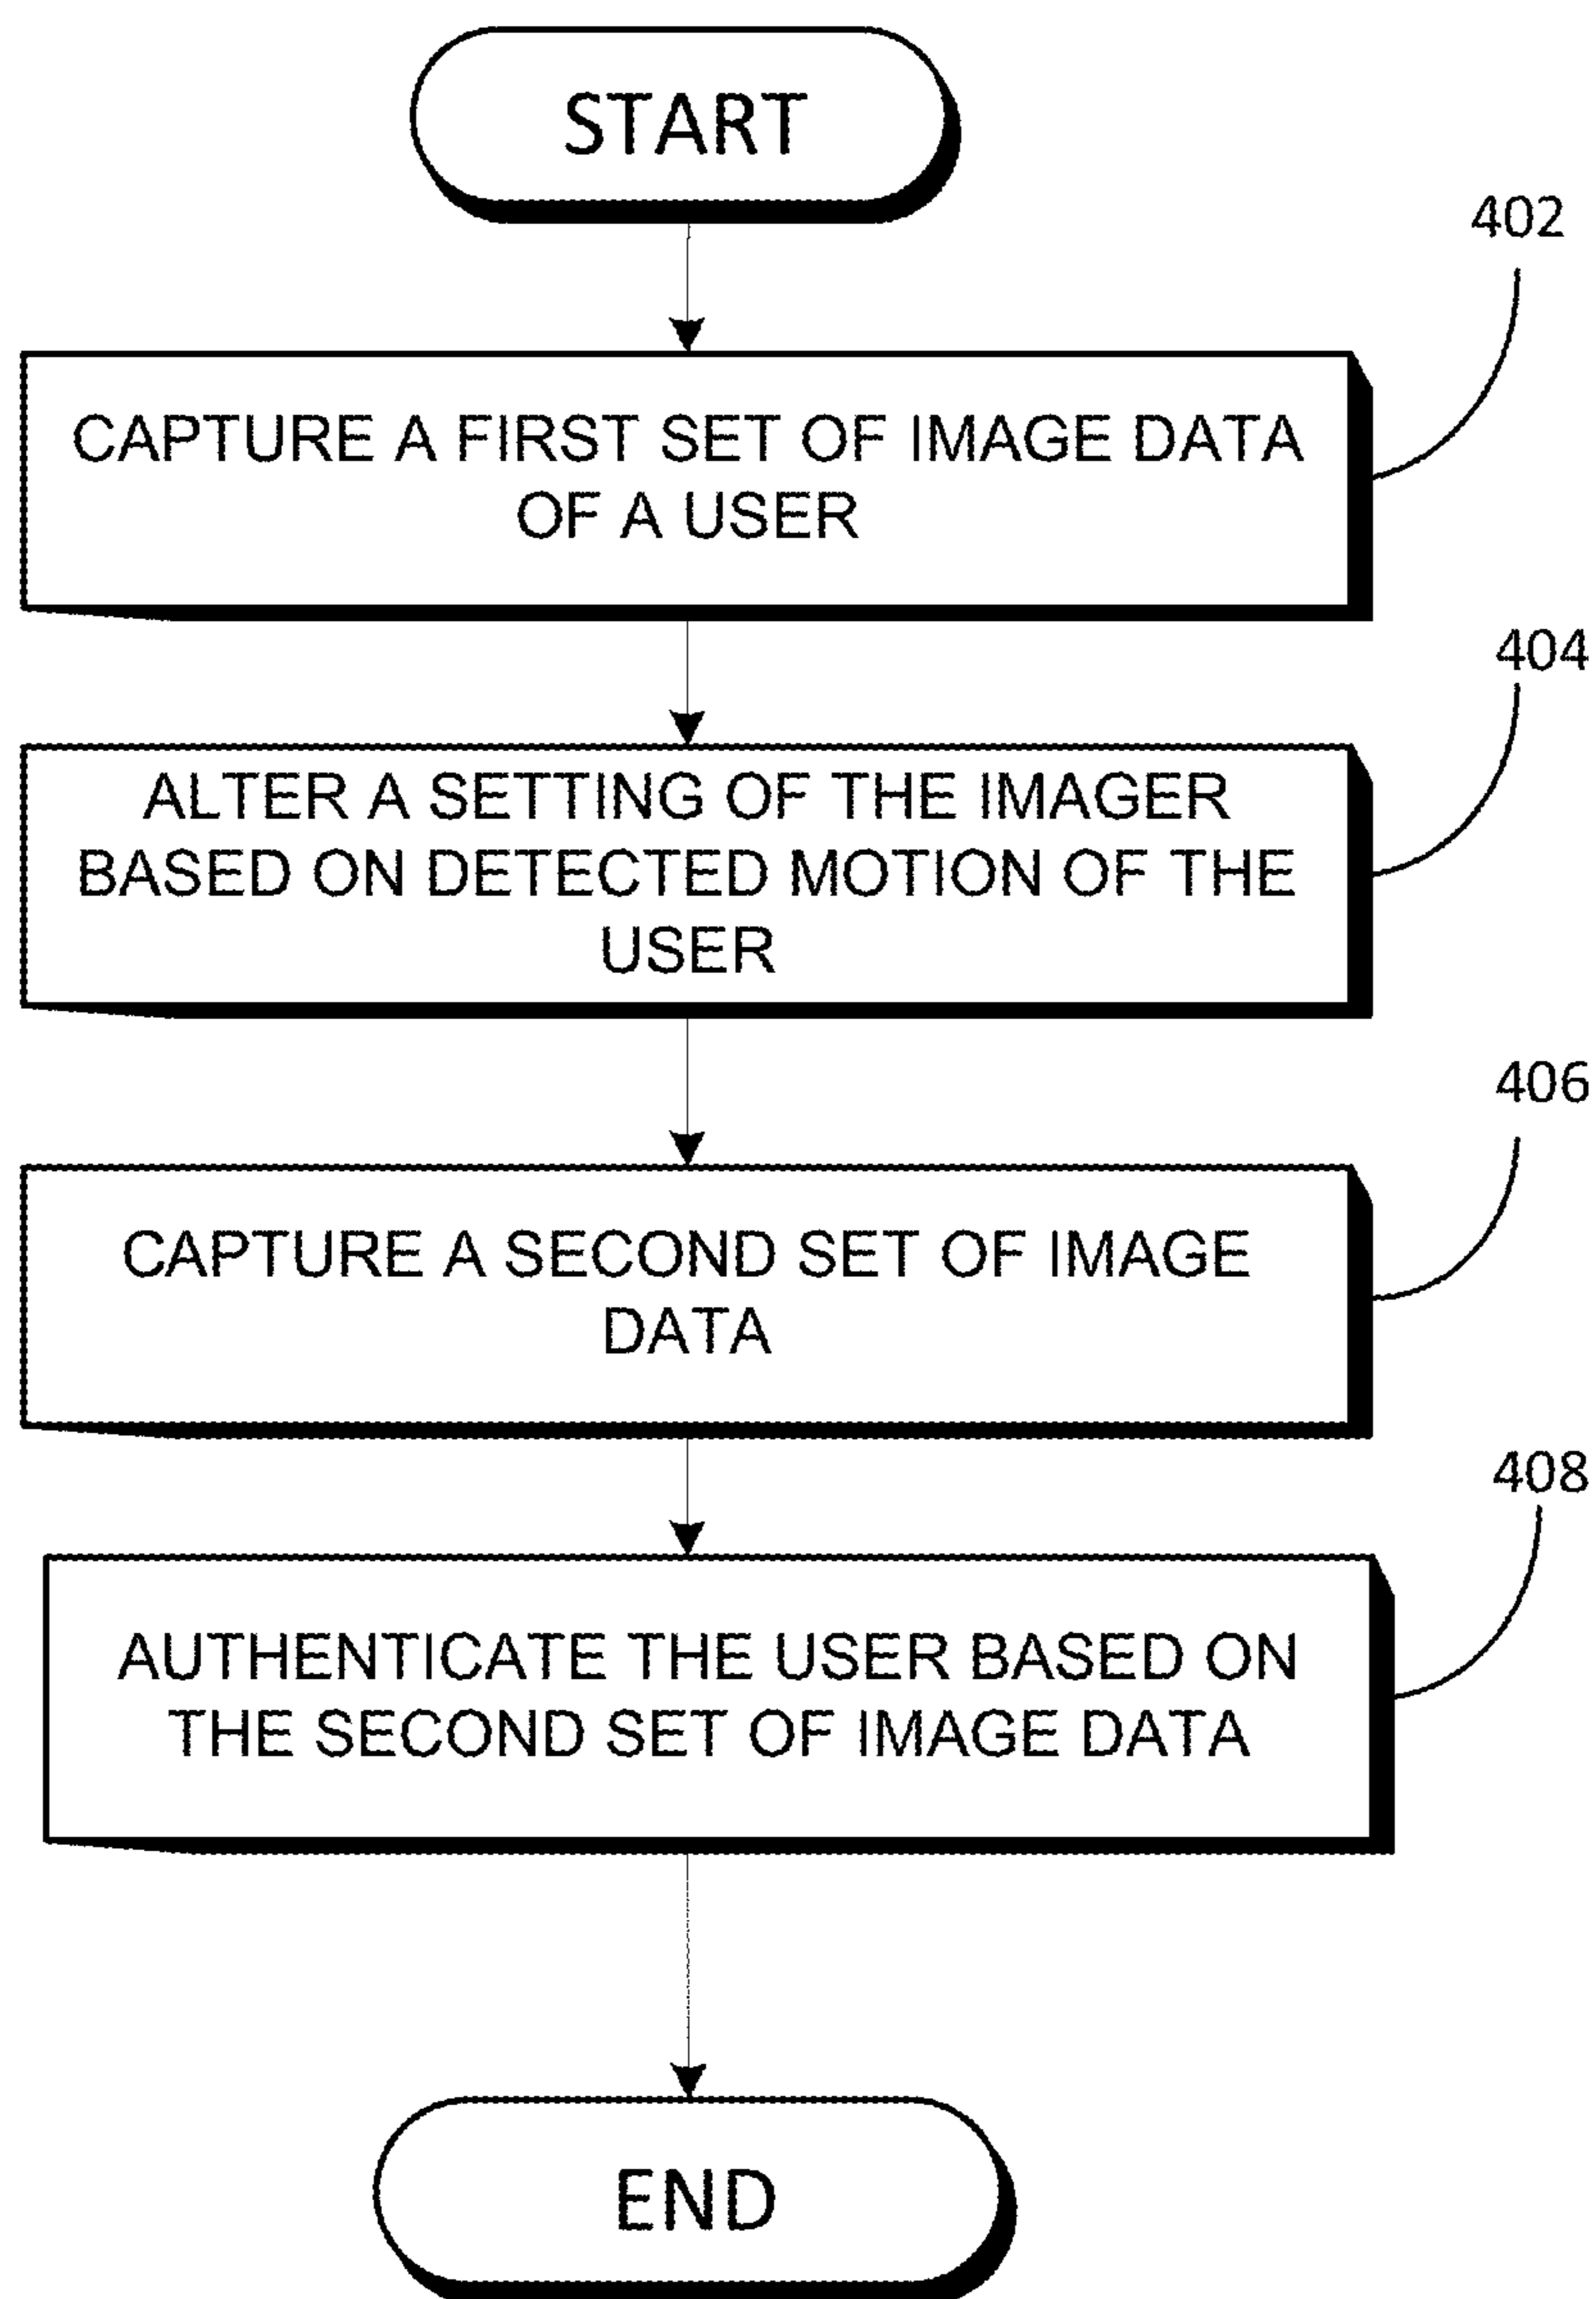 START
402
CAPTURE A FIRST SET OF IMAGE DATA
OF A USER
404
ALTER A SETTING OF THE IMAGER
BASED ON DETECTED MOTION OF THE
USER
406
CAPTURE A SECOND SET OF IMAGE
DATA
408
AUTHENTICATE THE USER BASED ON
THE SECOND SET OF IMAGE DATA
END